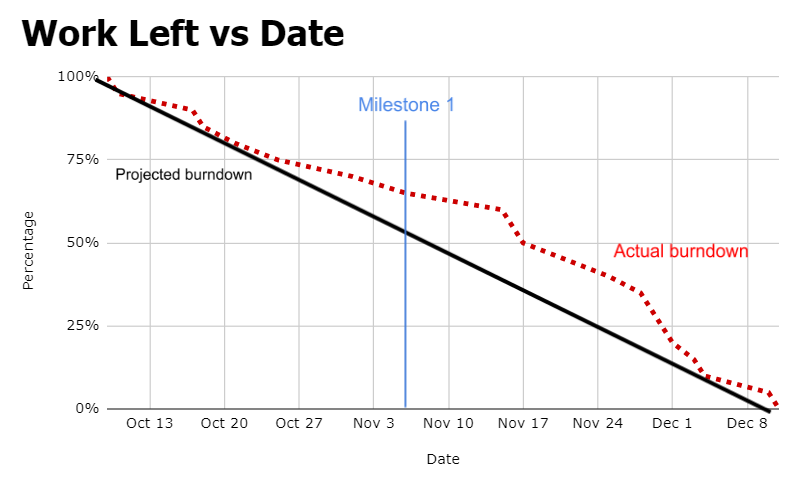 Work Left vs Date
100%
Milestone 1
75%
Projected burndown
Percentage
50%
Actual burndown
25%
0%
Oct 13 Oct 20 Oct 27 Nov 3 Nov 10 Nov 17 Nov 24 Dec 1 Dec 8
Date